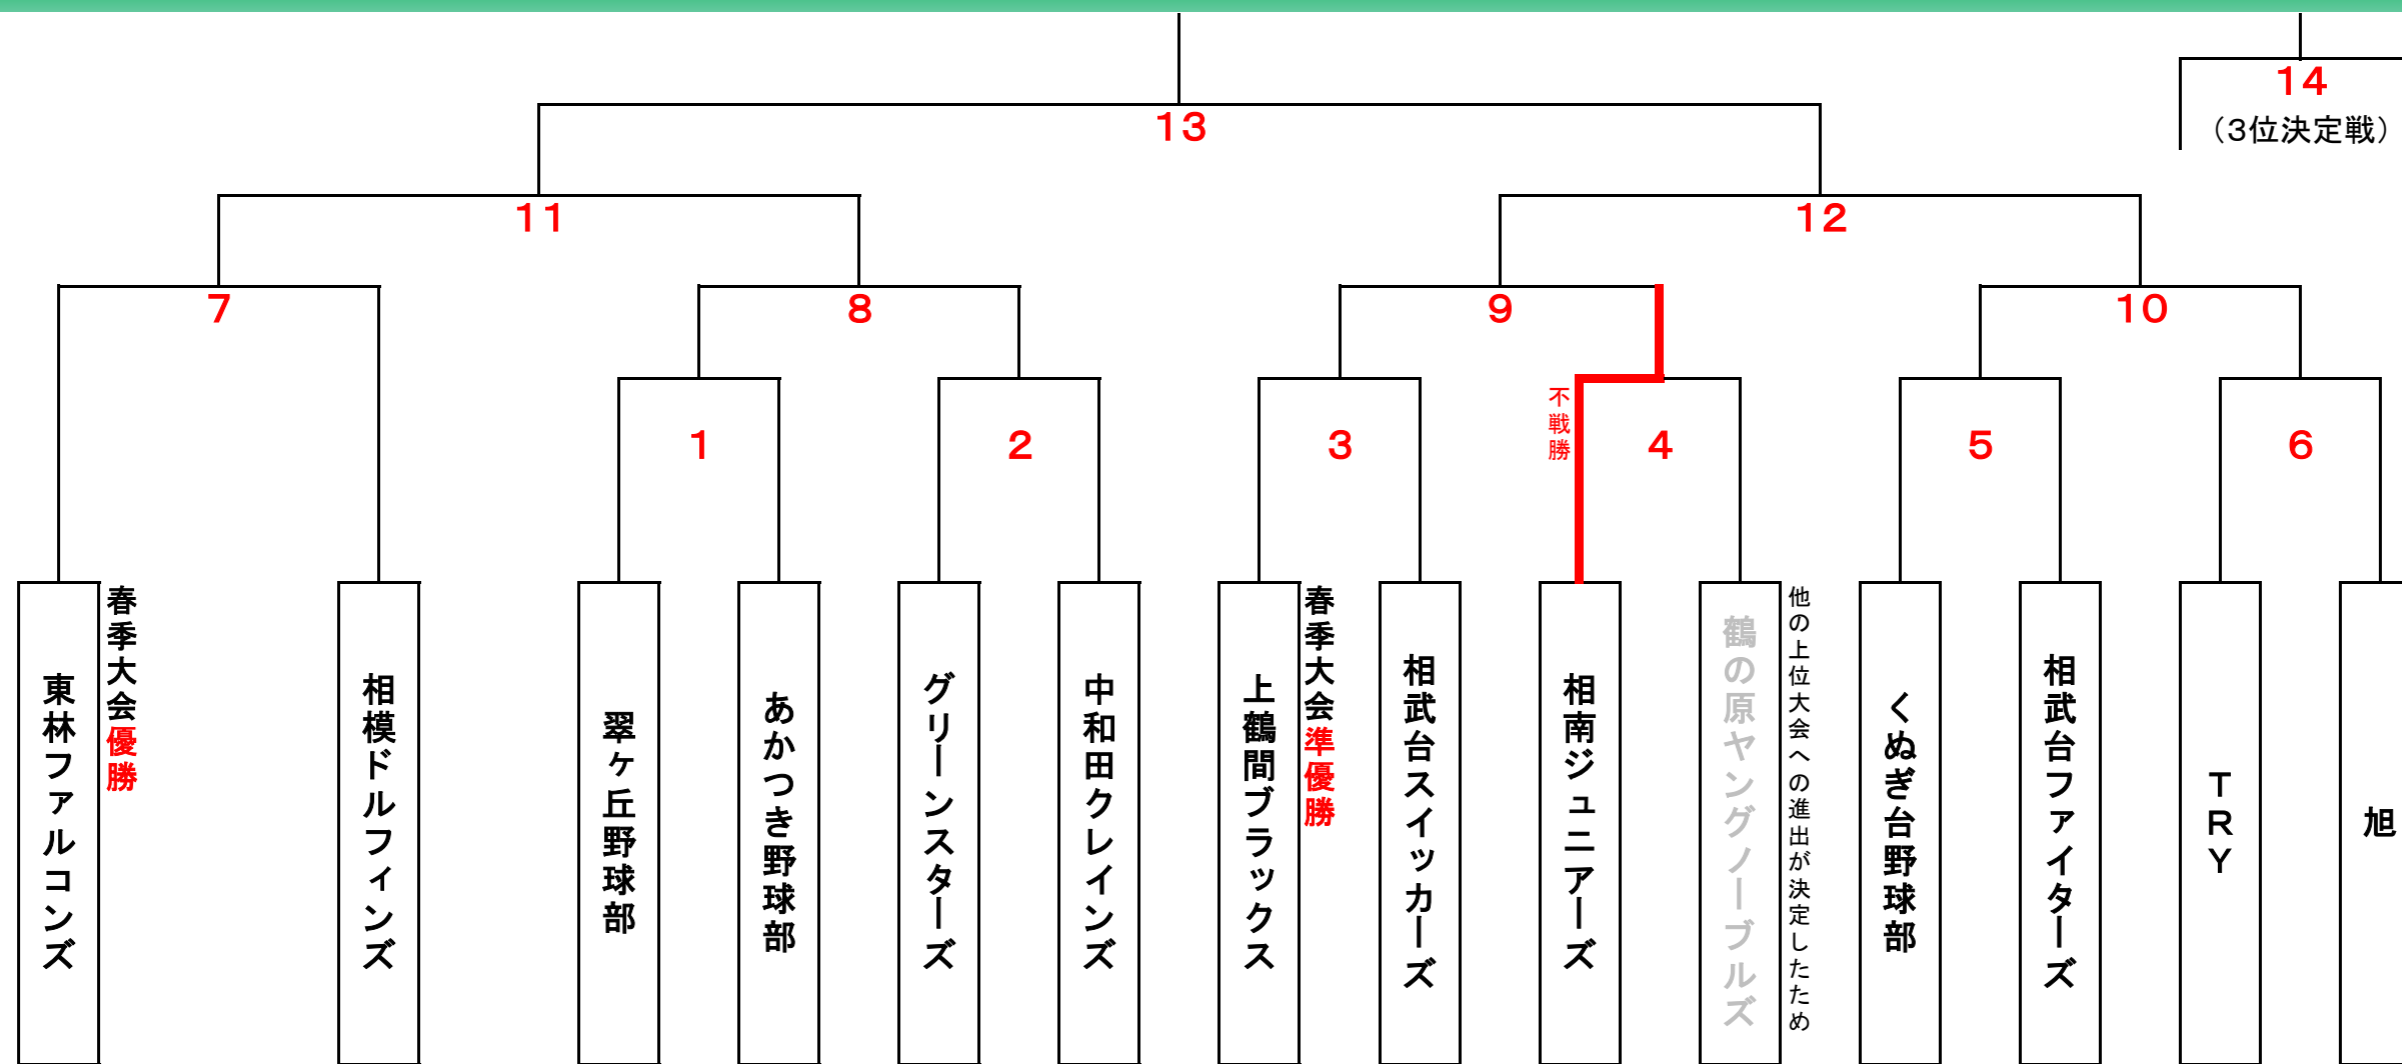 14
(3位決定戦)
13
11
12
7
8
9
10
不戦勝
1
2
3
4
5
6
東林ファルコンズ
春季大会優勝
相模ドルフィンズ
翠ヶ丘野球部
あかつき野球部
グリーンスターズ
中和田クレインズ
上鶴間ブラックス
春季大会準優勝
相武台スイッカーズ
相南ジュニアーズ
鶴の原ヤングノーブルズ
他の上位大会への進出が決定したため
くぬぎ台野球部
相武台ファイターズ
TRY
旭